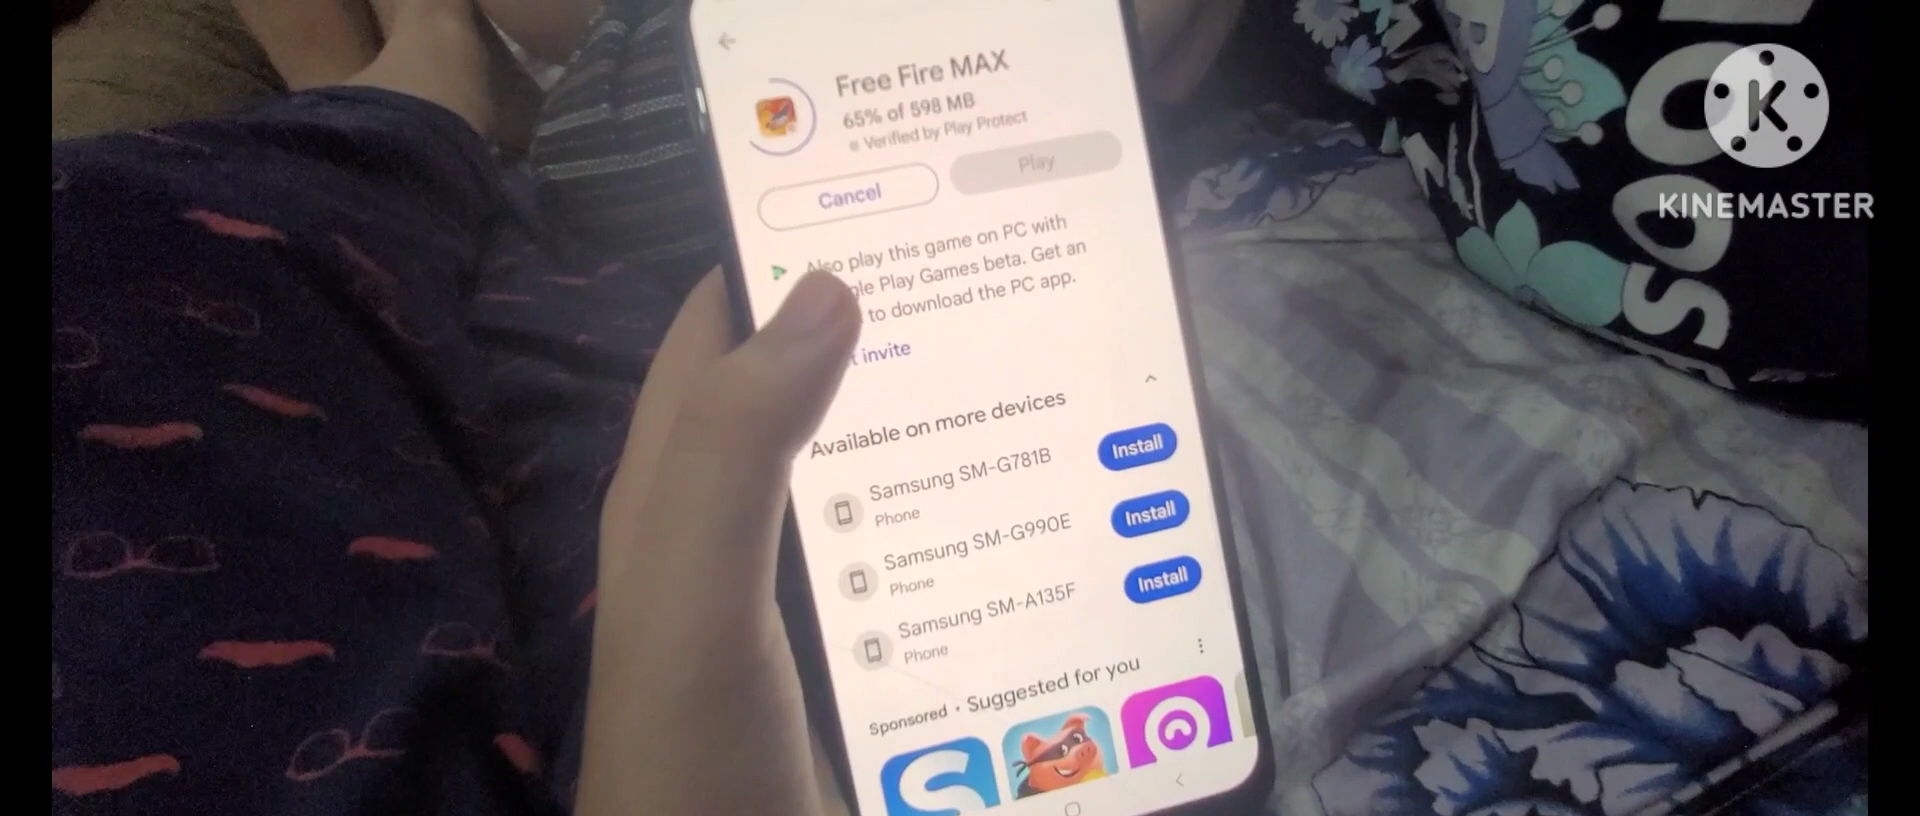 Free Fire MAX
65% of 598 MB
Verified by Play Protect
Cancel
Play
Also play this game on PC with
Play Games beta. Get an
to download the PC app.
invite
Available on more devices
Samsung SM-G781B
Phone
Install
Samsung SM-G990E
Phone
Install
Samsung SM-A135F
Phone
Install
Sponsored • Suggested for you
K
KINEMASTER